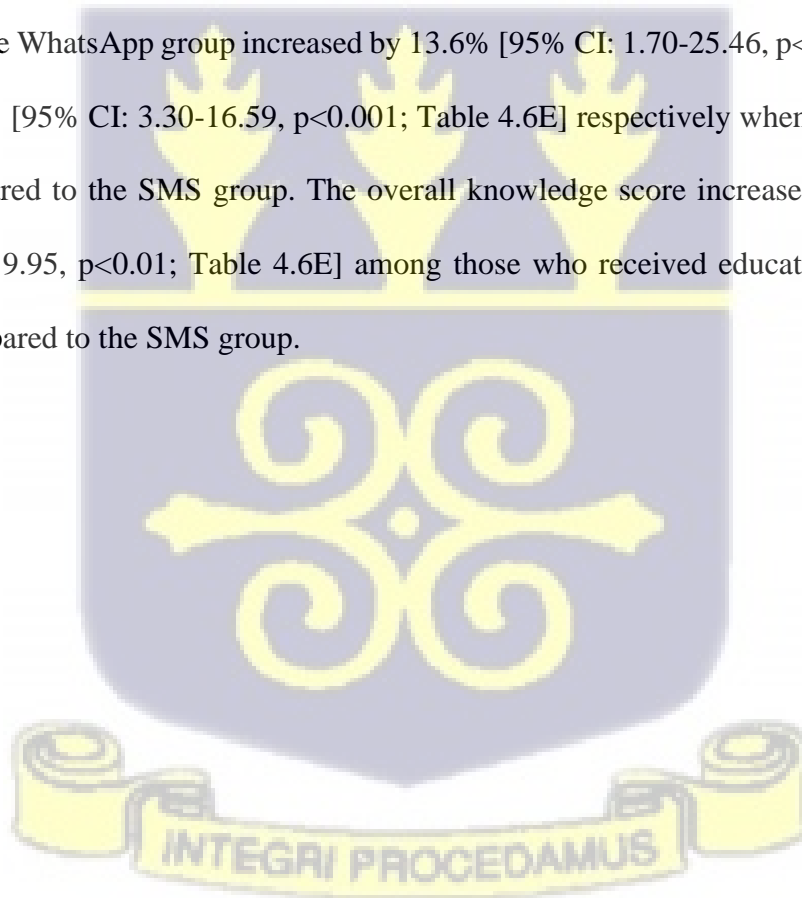 WhatsApp group increased by 13.6% [95% CI: 1.70-25.46, p<
[95% CI: 3.30-16.59, p<0.001; Table 4.6E] respectively when
red to the SMS group. The overall knowledge score increase
9.95, p<0.01; Table 4.6E] among those who received educat
pared to the SMS group.
INTEGRI PROCEDAMUS